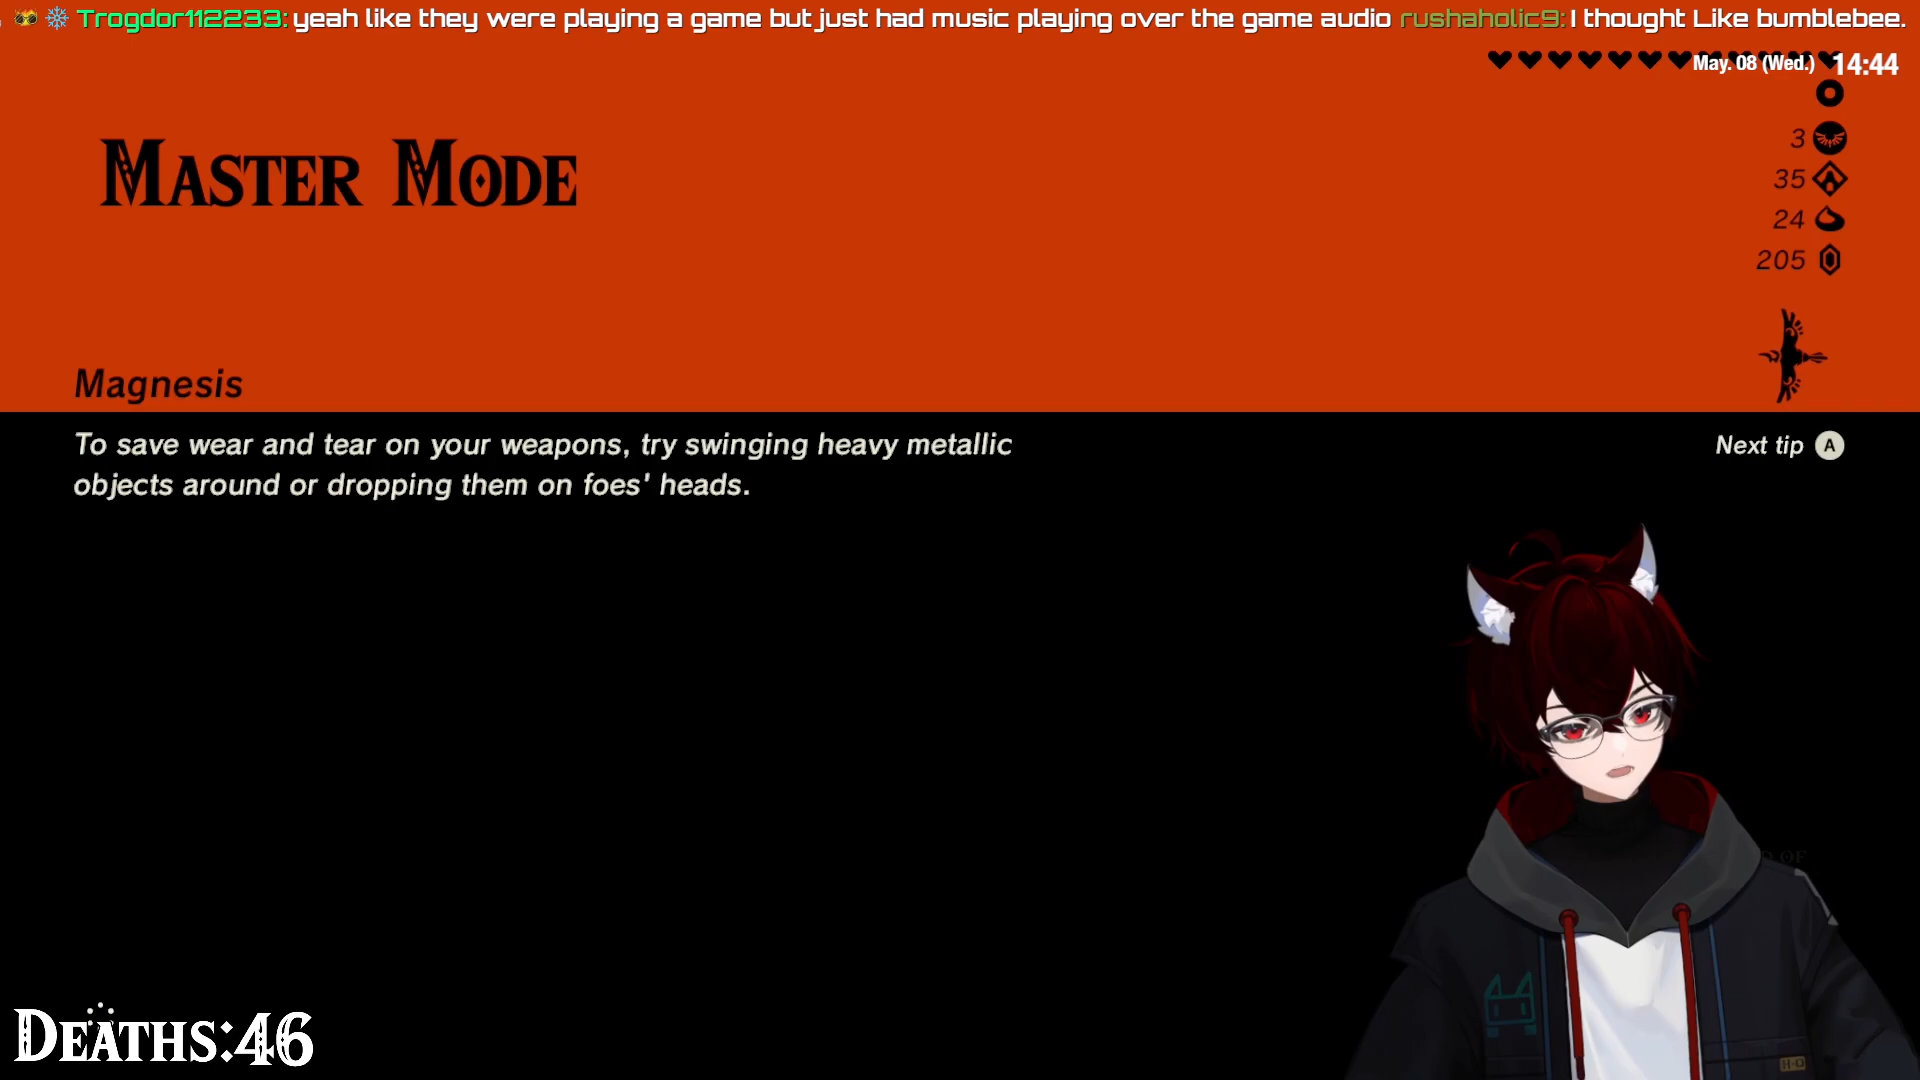 Trogdor112233: yeah like they were playing a game but just had music playing over the game audio rushaholic9: I thought Like bumblebee.
May. 08 (Wed.) 14:44
MASTER MODE
3
35
24
205
Magnesis
To save wear and tear on your weapons, try swinging heavy metallic
objects around or dropping them on foes' heads.
Next tip A
D OF
H-O
DEATHS:46